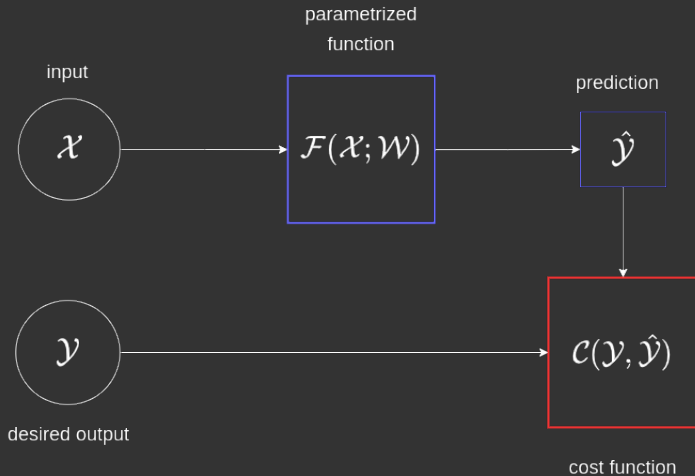 parametrized
function
input
prediction
𝒳
ℱ(𝒳; 𝒲)
𝒴̂
𝒴
𝒞(𝒴, 𝒴̂)
desired output
cost function